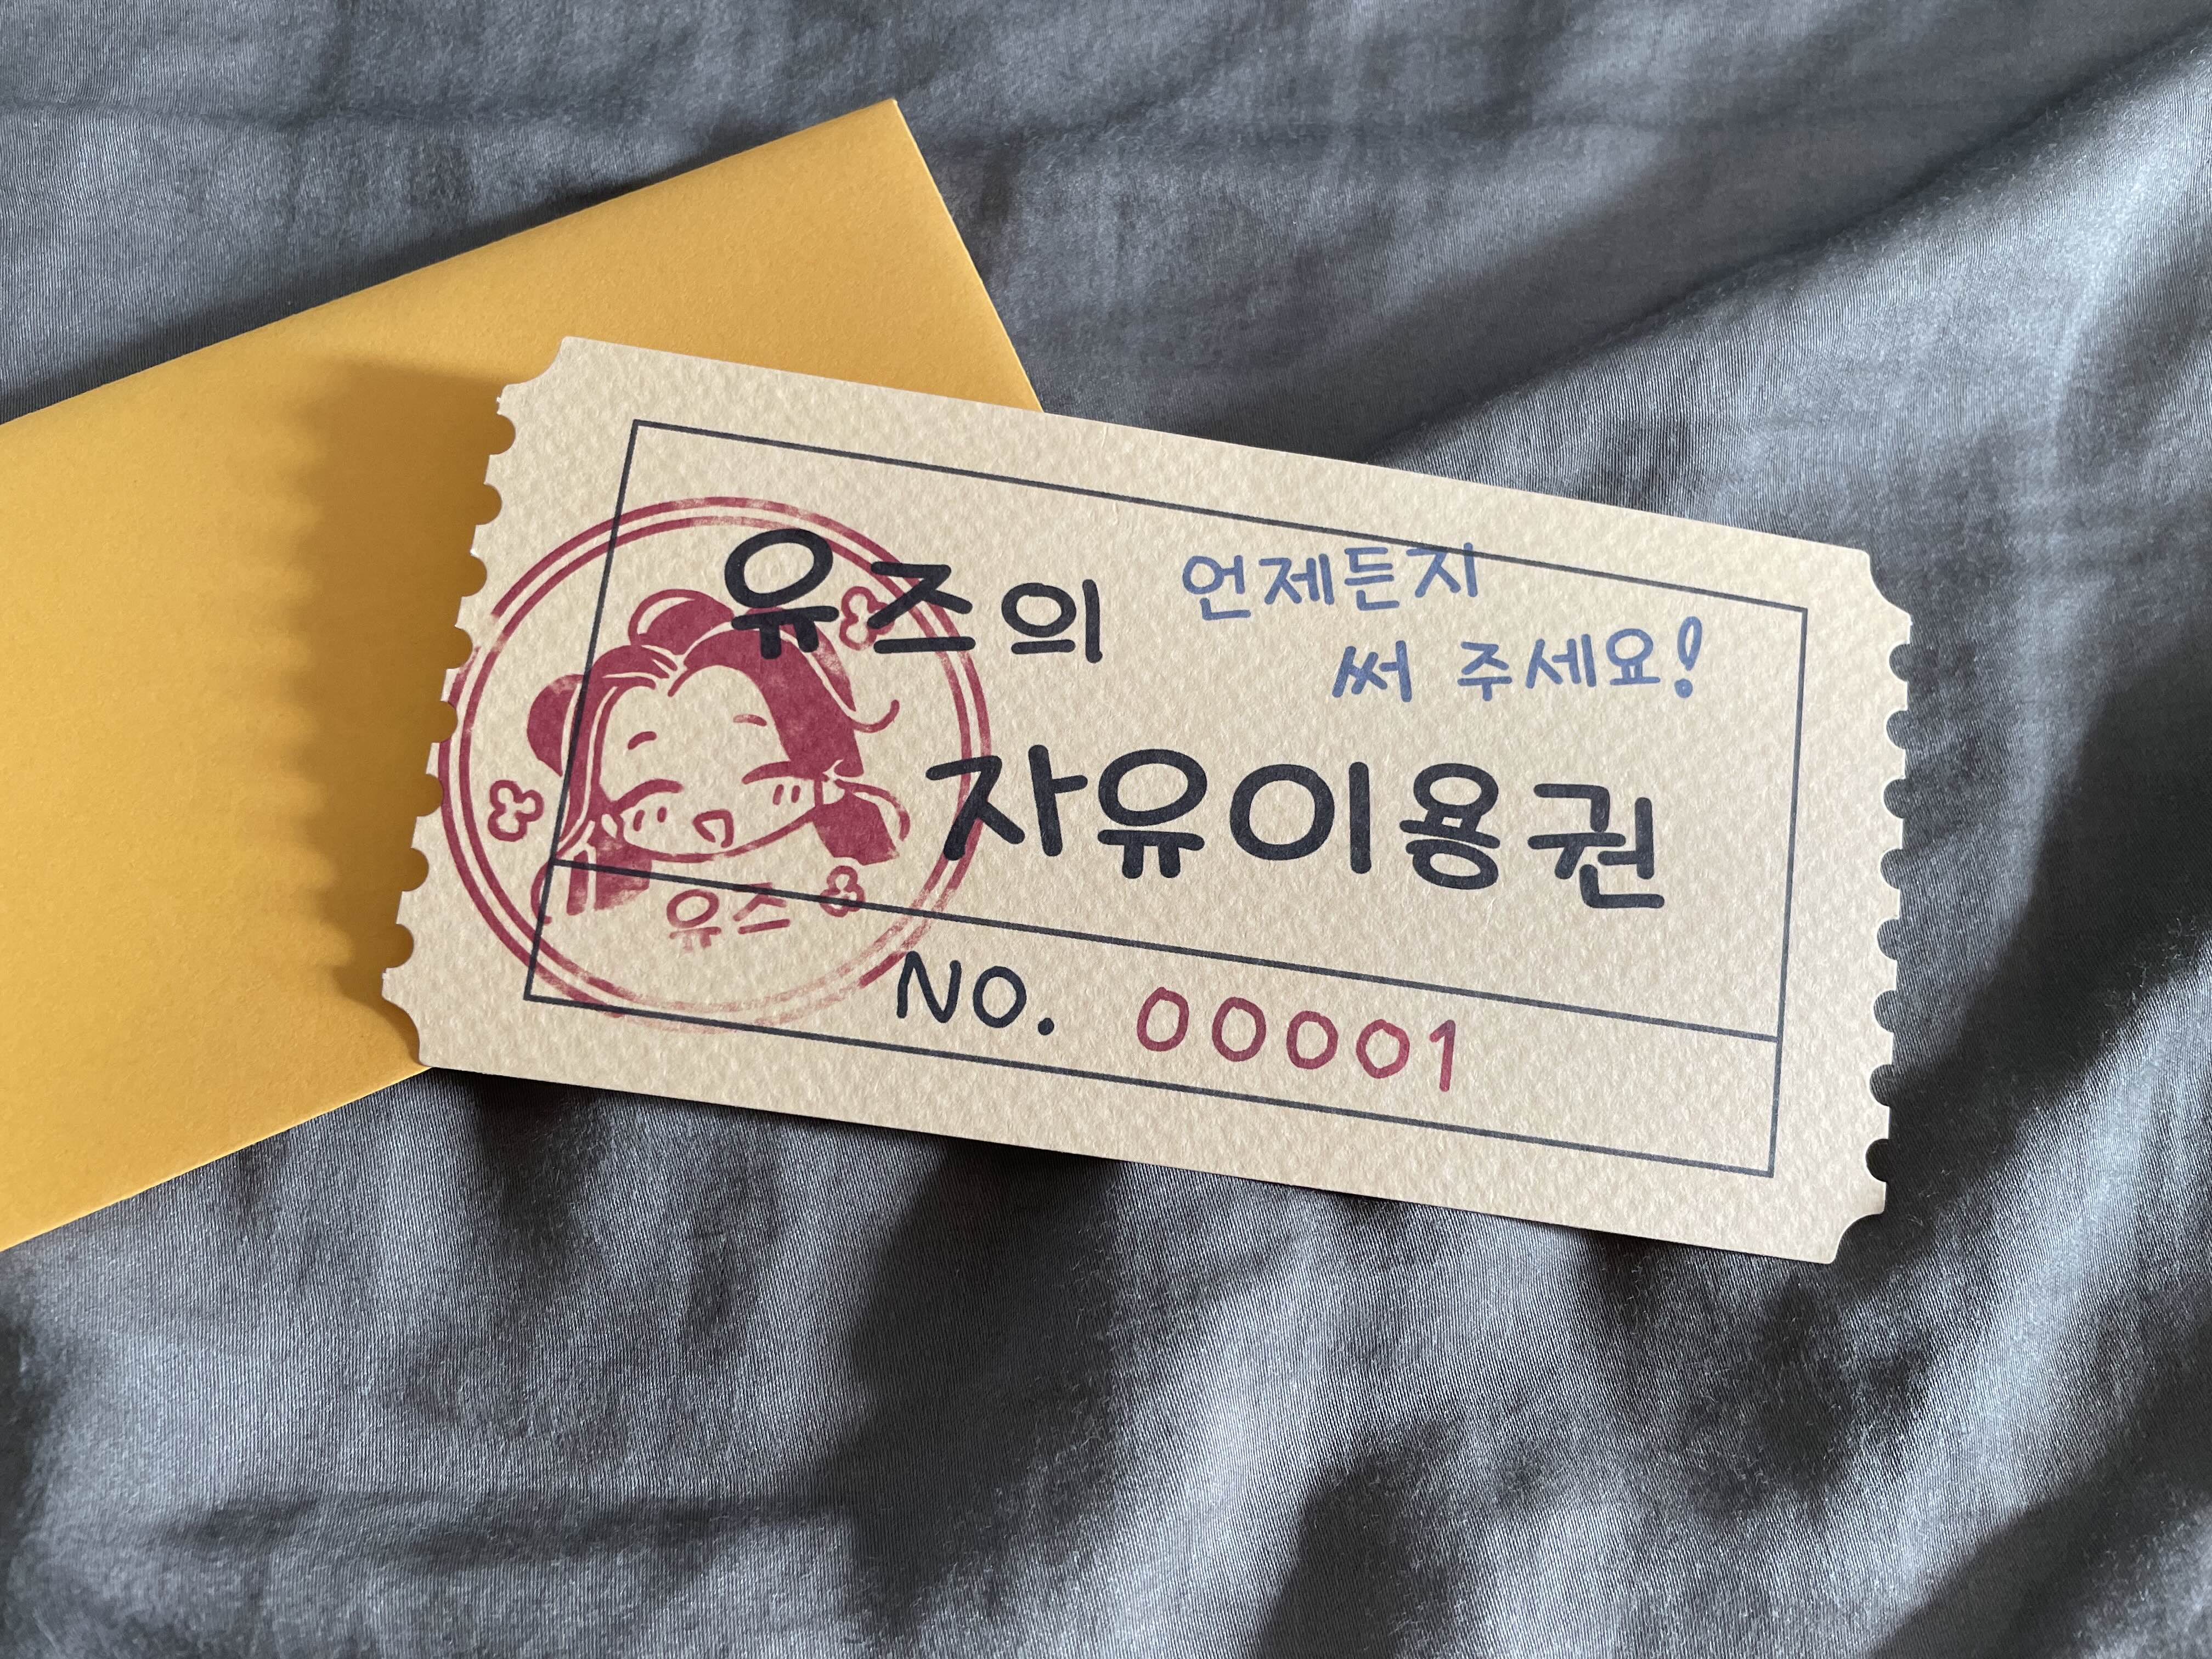 유즈의
언제든지
써 주세요!
자유이용권
유즈
NO. 00001